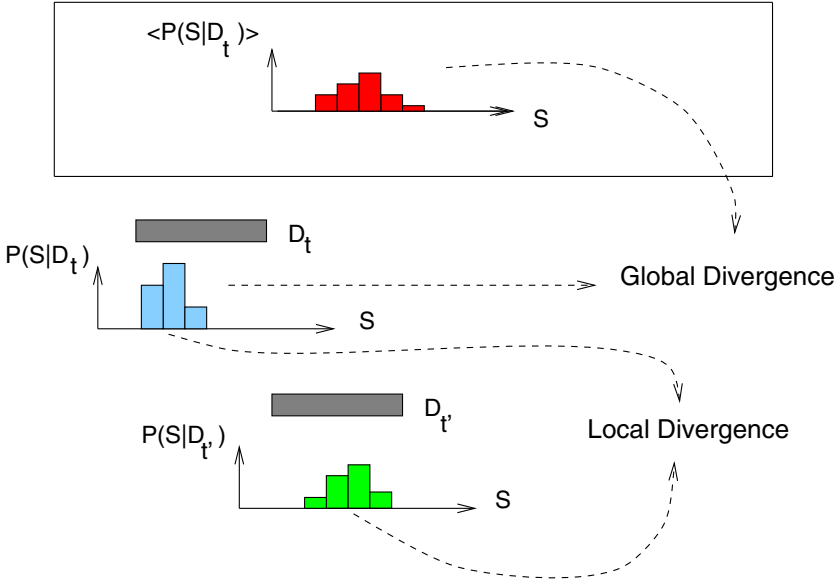 <P(S|D_t)>
S
D_t
P(S|D_t)
Global Divergence
S
D_t'
P(S|D_t')
Local Divergence
S